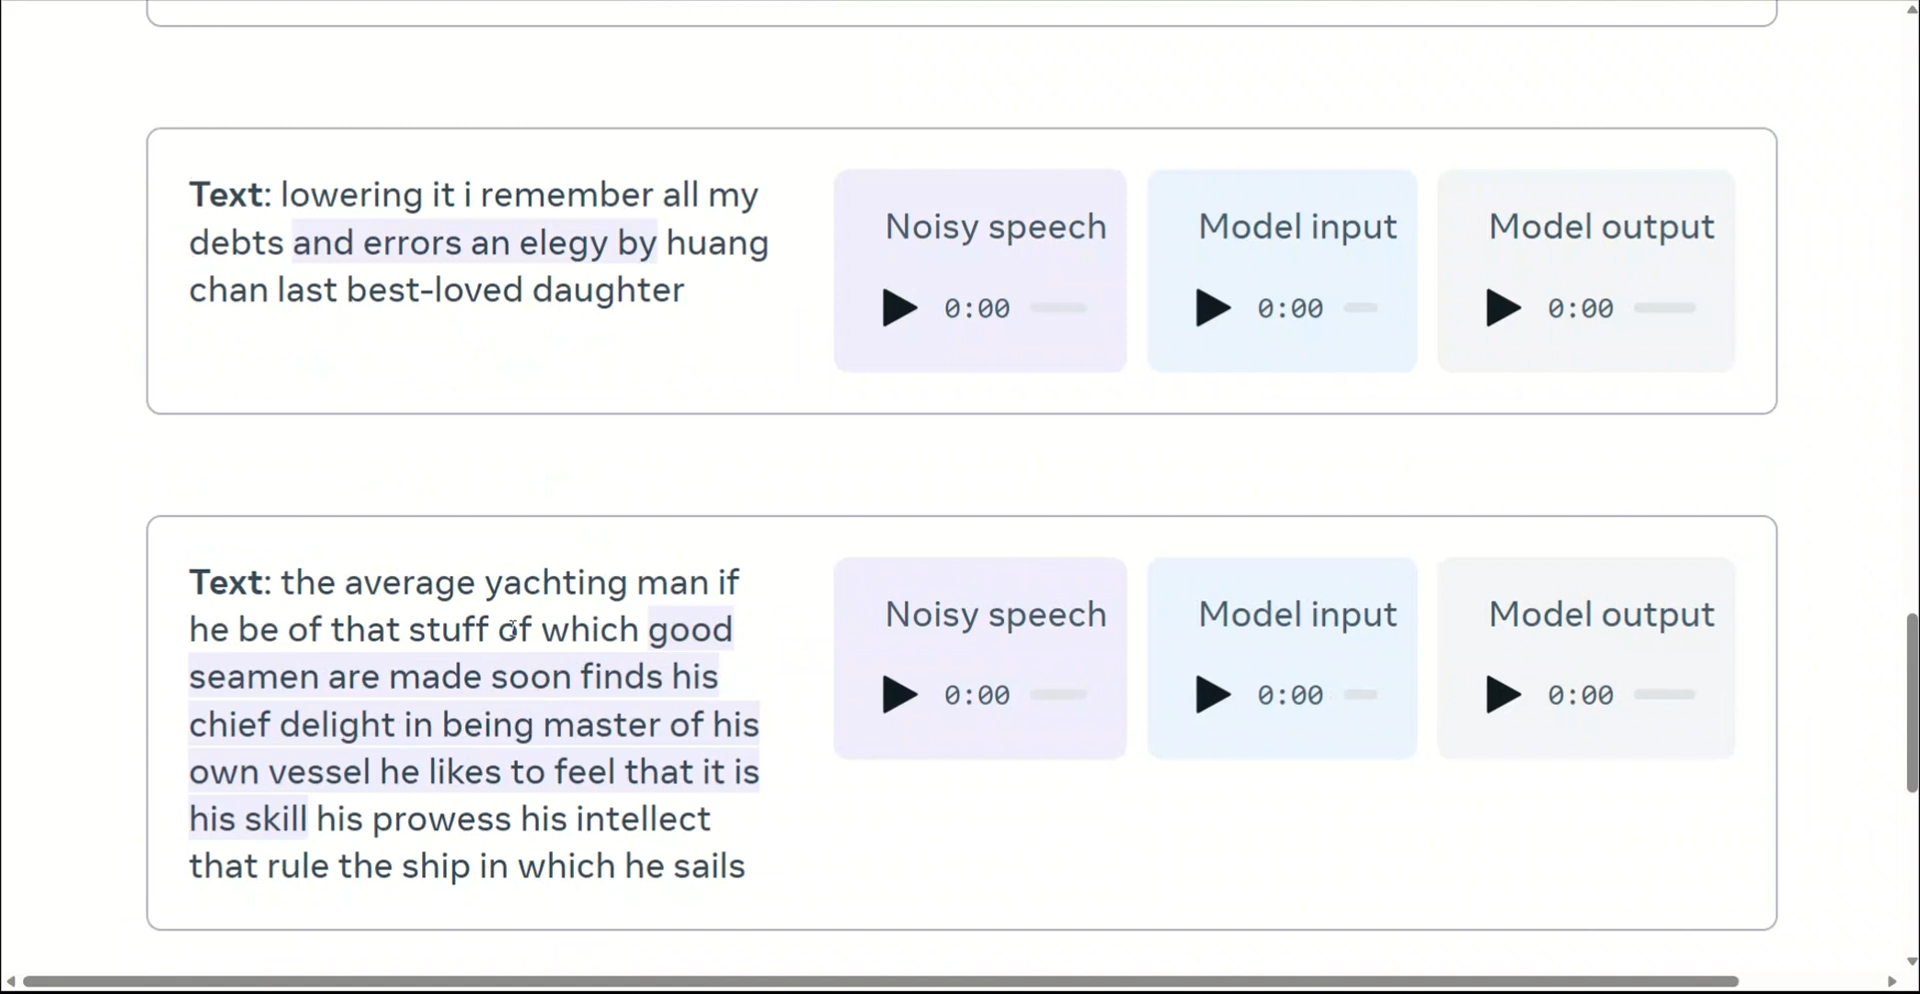 Text: lowering it i remember all my
debts and errors an elegy by huang
chan last best-loved daughter
Noisy speech
0:00
Model input
0:00
Model output
0:00
Text: the average yachting man if
he be of that stuff of which good
seamen are made soon finds his
chief delight in being master of his
own vessel he likes to feel that it is
his skill his prowess his intellect
that rule the ship in which he sails
Noisy speech
0:00
Model input
0:00
Model output
0:00